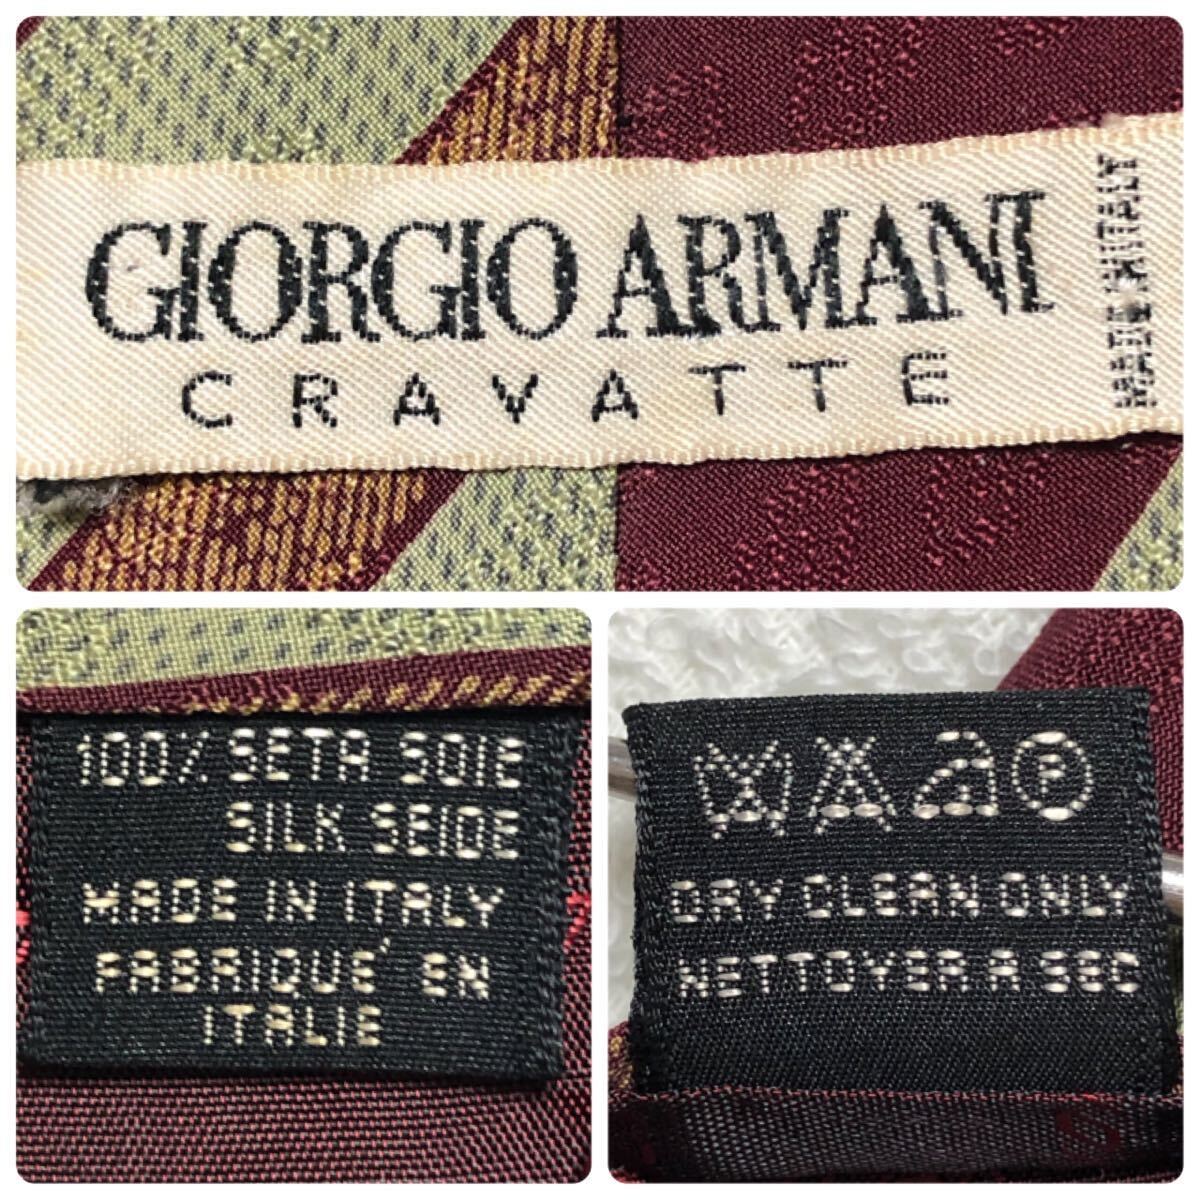 GIORGIO ARMANI
CRAVATTE
MADE IN ITALY
100% SETA SOIE
SILK SEIDE
MADE IN ITALY
FABRIQUE' EN
ITALIE
P
DRY CLEAN ONLY
NETTOYER A SEC
S